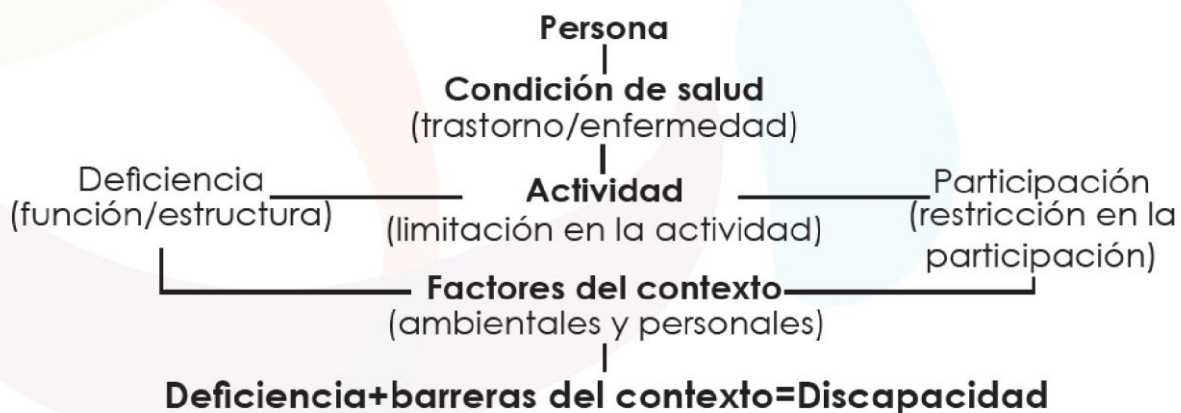 Persona
Condición de salud
(trastorno/enfermedad)
Deficiencia
(función/estructura)
Actividad
(limitación en la actividad)
Participación
(restricción en la
participación)
Factores del contexto
(ambientales y personales)
Deficiencia+barreras del contexto=Discapacidad